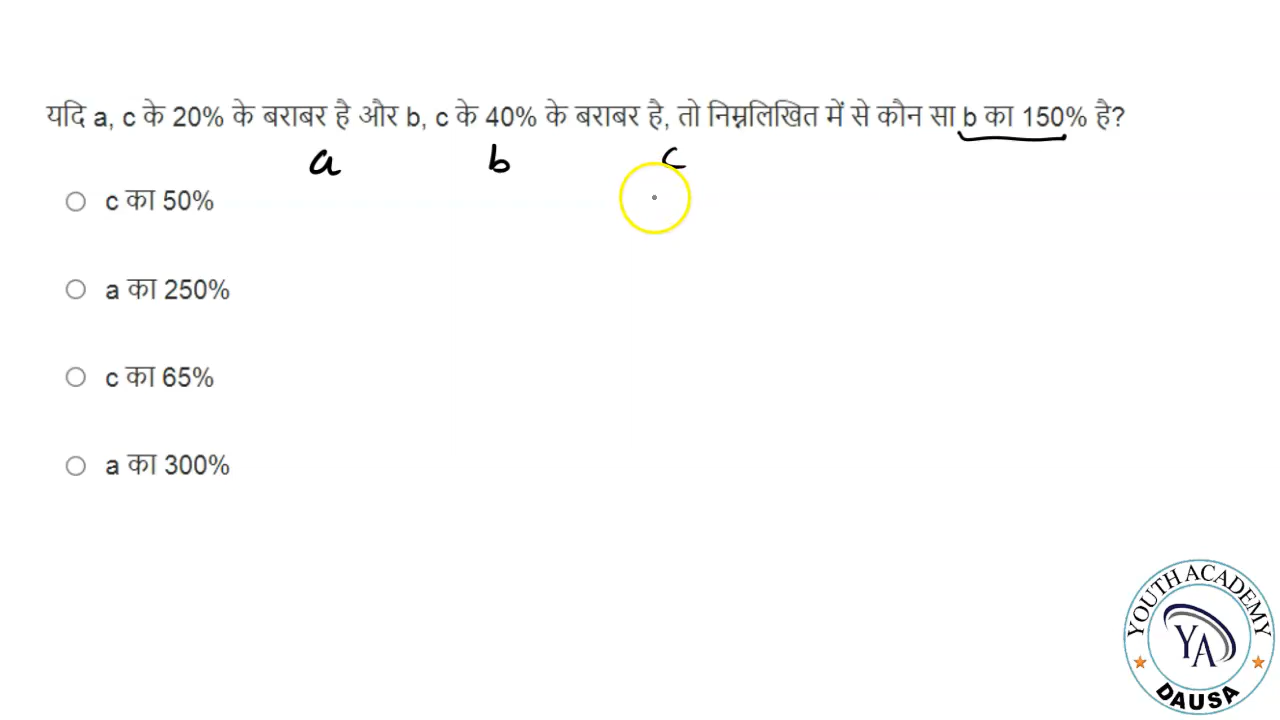 यदि a, c के 20% के बराबर है और b, c के 40% के बराबर है, तो निम्नलिखित में से कौन सा b का 150% है?
a b c
c का 50%
a का 250%
c का 65%
a का 300%
YOUTH ACADEMY
YA
DAUSA